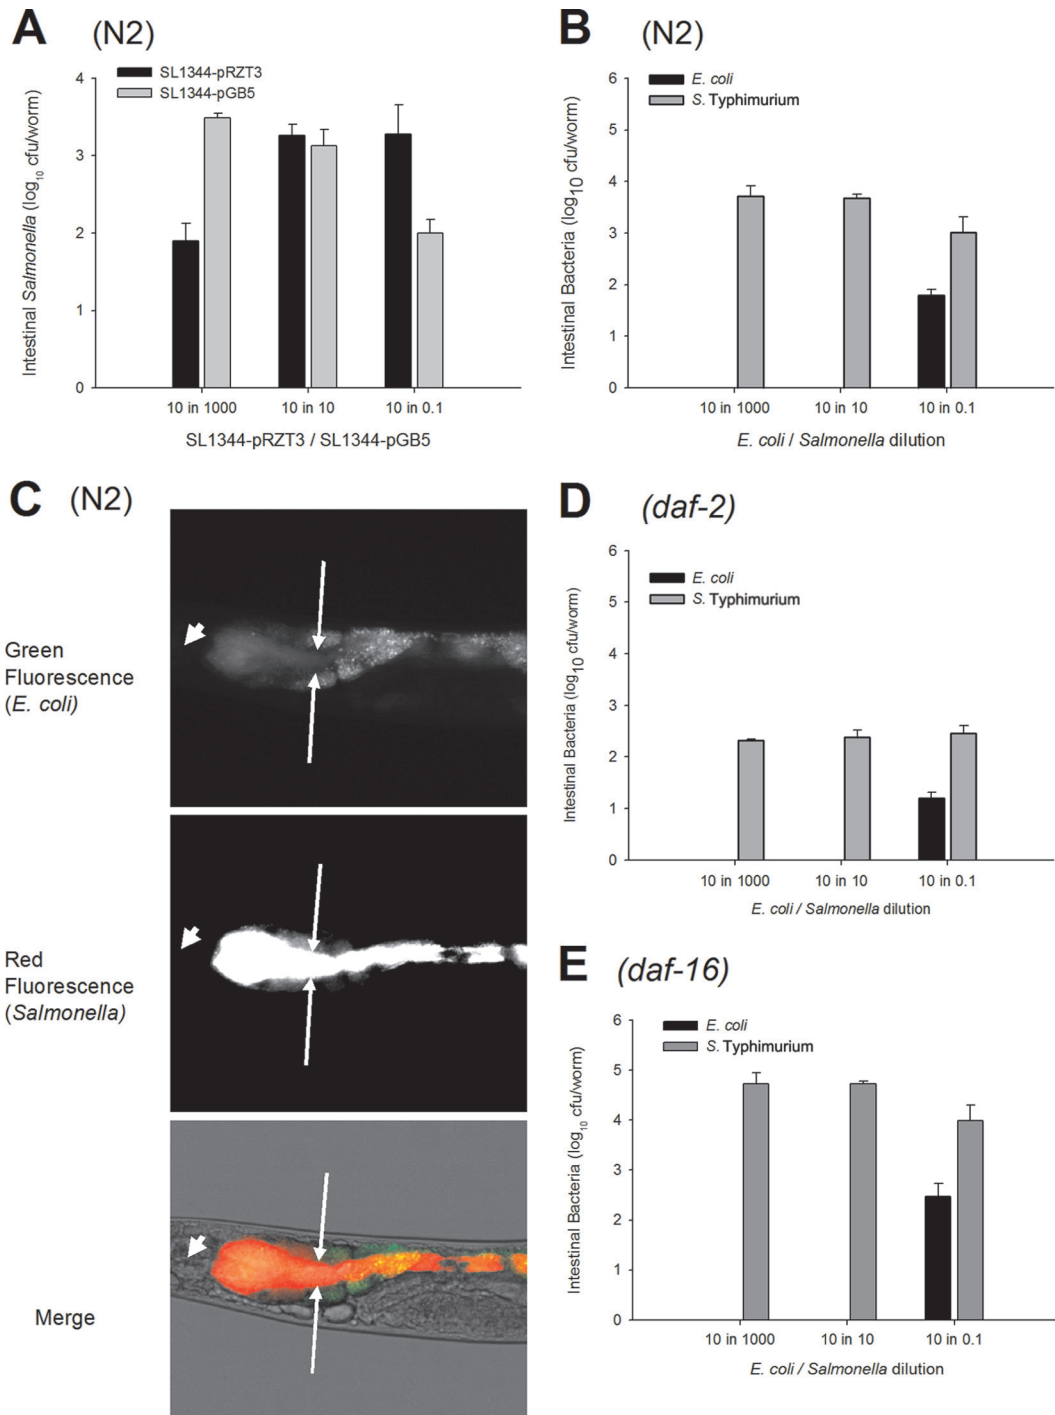 A (N2)
SL1344-pRZT3
SL1344-pGB5
4
3
2
1
0
Intestinal Salmonella (log10 cfu/worm)
10 in 1000 10 in 10 10 in 0.1
SL1344-pRZT3 / SL1344-pGB5
B (N2)
E. coli
S. Typhimurium
6
5
4
3
2
1
0
Intestinal Bacteria (log10 cfu/worm)
10 in 1000 10 in 10 10 in 0.1
E. coli / Salmonella dilution
C (N2)
Green
Fluorescence
(E. coli)
Red
Fluorescence
(Salmonella)
Merge
D (daf-2)
E. coli
S. Typhimurium
6
5
4
3
2
1
0
Intestinal Bacteria (log10 cfu/worm)
10 in 1000 10 in 10 10 in 0.1
E. coli / Salmonella dilution
E (daf-16)
E. coli
S. Typhimurium
6
5
4
3
2
1
0
Intestinal Bacteria (log10 cfu/worm)
10 in 1000 10 in 10 10 in 0.1
E. coli / Salmonella dilution